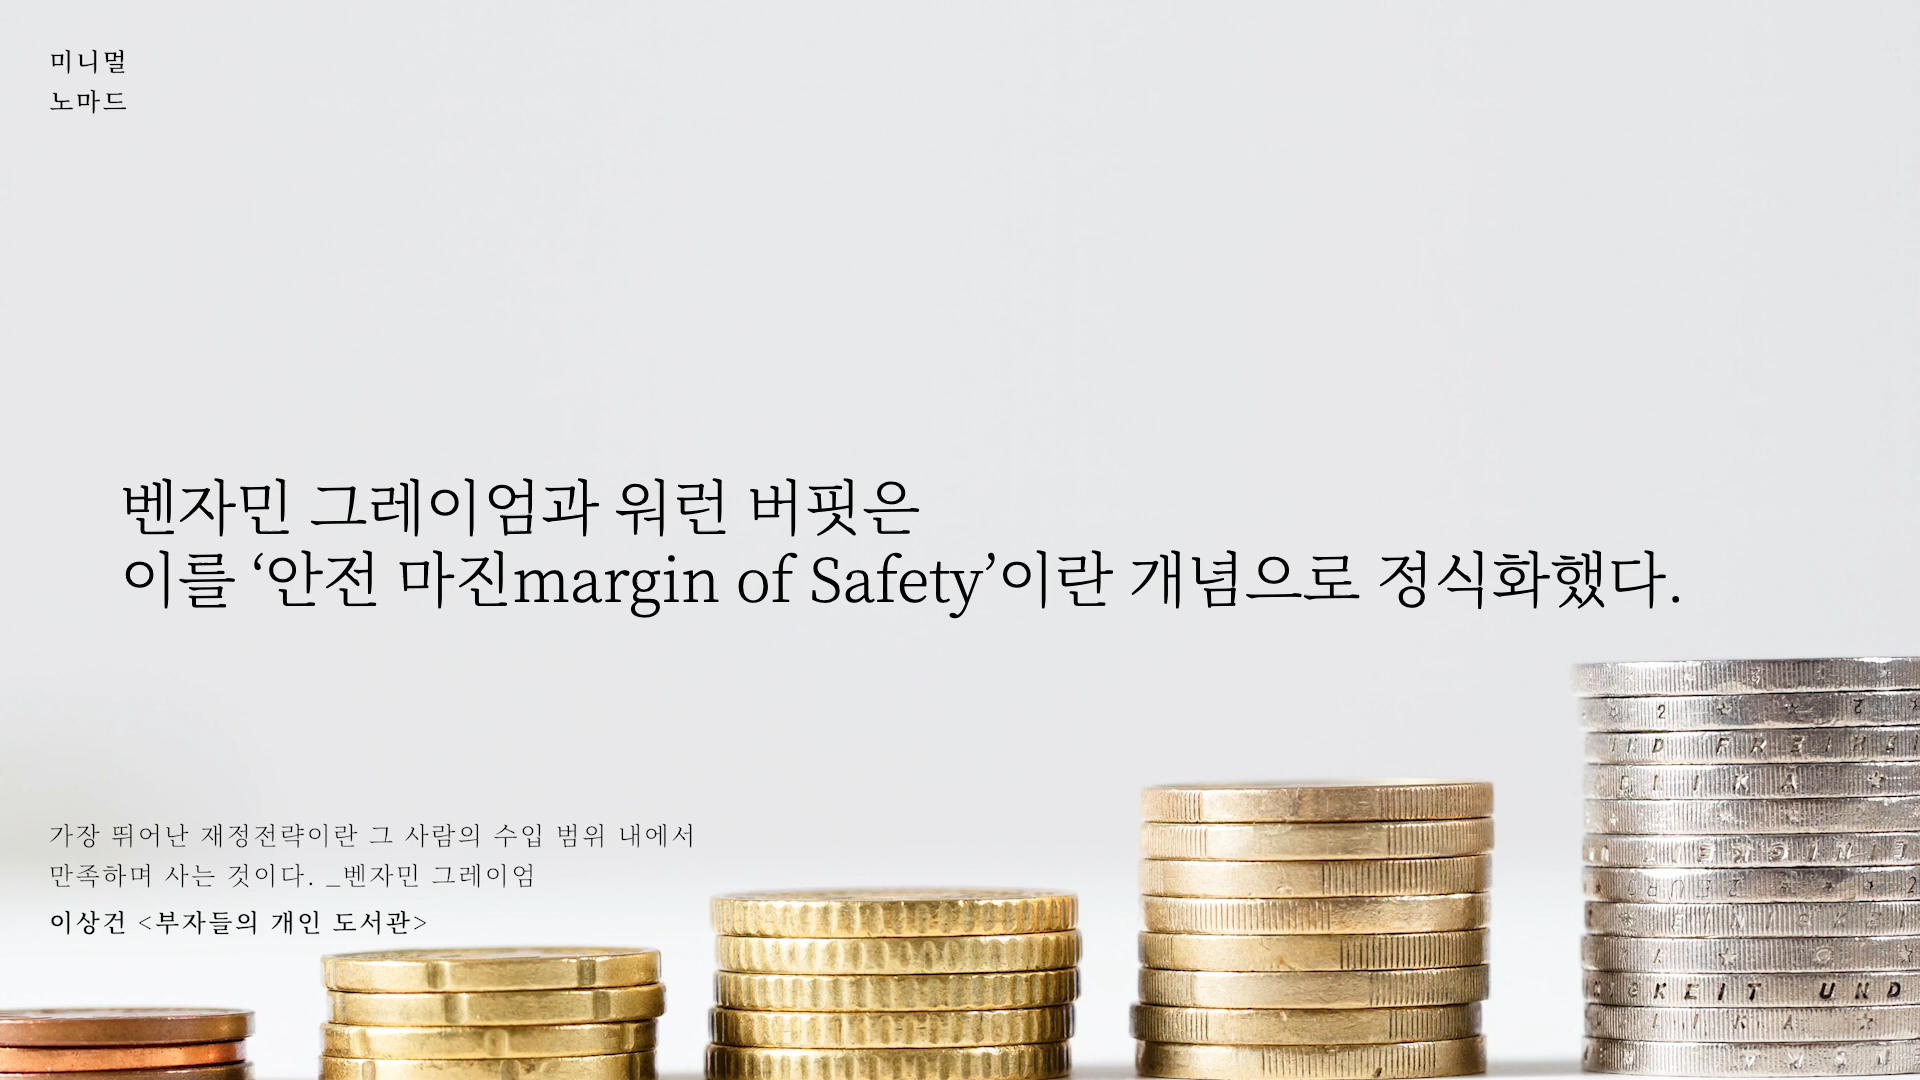 미니멀
노마드
벤자민 그레이엄과 워런 버핏은
이를 ‘안전 마진margin of Safety’이란 개념으로 정식화했다.
가장 뛰어난 재정전략이란 그 사람의 수입 범위 내에서
만족하며 사는 것이다. _벤자민 그레이엄
이상건 <부자들의 개인 도서관>
UND FREIHEI
BLIKA
KEIT UND